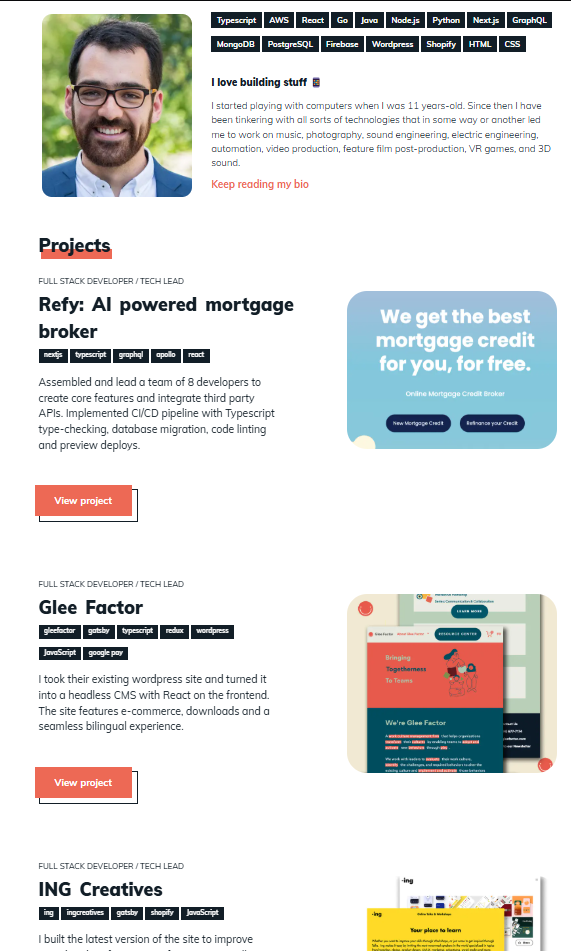 Typescript AWS React Go Java Node.js Python Next.js GraphQL
MongoDB PostgreSQL Firebase Wordpress Shopify HTML CSS
I love building stuff
I started playing with computers when I was 11 years-old. Since then I have
been tinkering with all sorts of technologies that in some way or another led
me to work on music, photography, sound engineering, electric engineering,
automation, video production, feature film post-production, VR games, and 3D
sound.
Keep reading my bio
Projects
FULL STACK DEVELOPER / TECH LEAD
Refy: AI powered mortgage
broker
nextjs typescript graphql apollo react
Assembled and lead a team of 8 developers to
create core features and integrate third party
APIs. Implemented CI/CD pipeline with Typescript
type-checking, database migration, code linting
and preview deploys.
View project
We get the best
mortgage credit
for you, for free.
Online Mortgage Credit Broker
New Mortgage Credit Refinance your Credit
FULL STACK DEVELOPER / TECH LEAD
Glee Factor
gleefactor gatsby typescript redux wordpress
JavaScript google pay
I took their existing wordpress site and turned it
into a headless CMS with React on the frontend.
The site features e-commerce, downloads and a
seamless bilingual experience.
View project
LEARN MORE
RESOURCE CENTER
Bringing
Togetherness
To Teams
We're Glee Factor
FULL STACK DEVELOPER / TECH LEAD
ING Creatives
ing ingcreatives gatsby shopify JavaScript
I built the latest version of the site to improve
-ing
-ing
Your place to learn